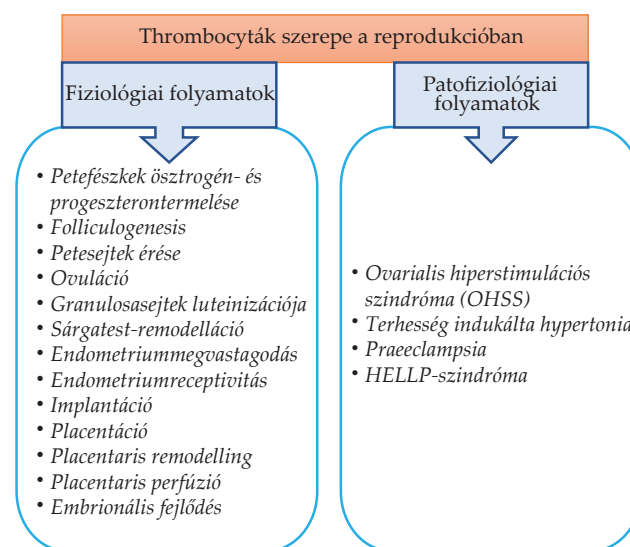 Thrombocyták szerepe a reprodukcióban
Fiziológiai folyamatok
• Petefészkek ösztrogén- és
progeszterontermelése
• Folliculogenesis
• Petesejtek érése
• Ovuláció
• Granulosasejtek luteinizációja
• Sárgatest-remodelláció
• Endometriummegvastagodás
• Endometriumreceptivitás
• Implantáció
• Placentáció
• Placentaris remodelling
• Placentaris perfúzió
• Embrionális fejlődés
Patofiziológiai
folyamatok
• Ovarialis hiperstimulációs
szindróma (OHSS)
• Terhesség indukálta hypertonia
• Praeeclampsia
• HELLP-szindróma